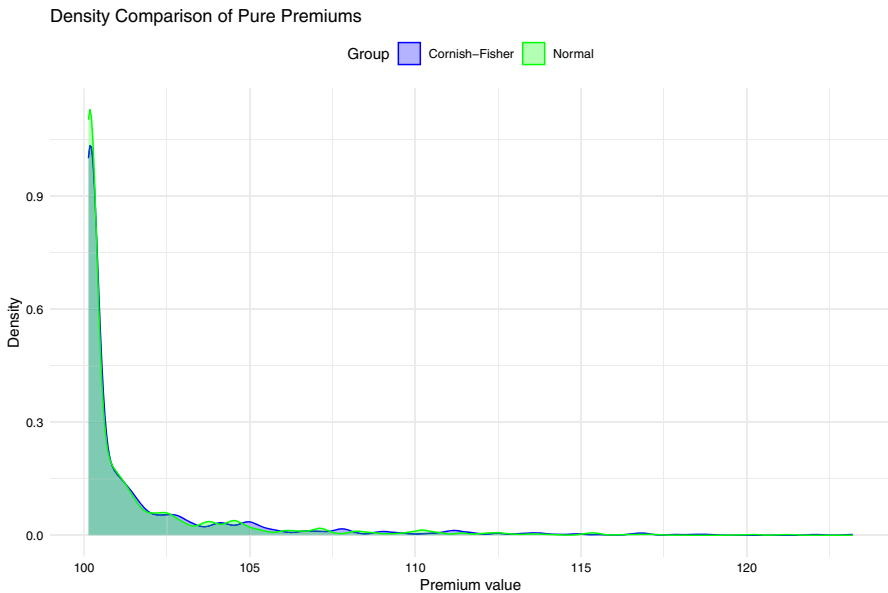 Density Comparison of Pure Premiums
Group Cornish−Fisher Normal
Density
0.9
0.6
0.3
0.0
100 105 110 115 120
Premium value